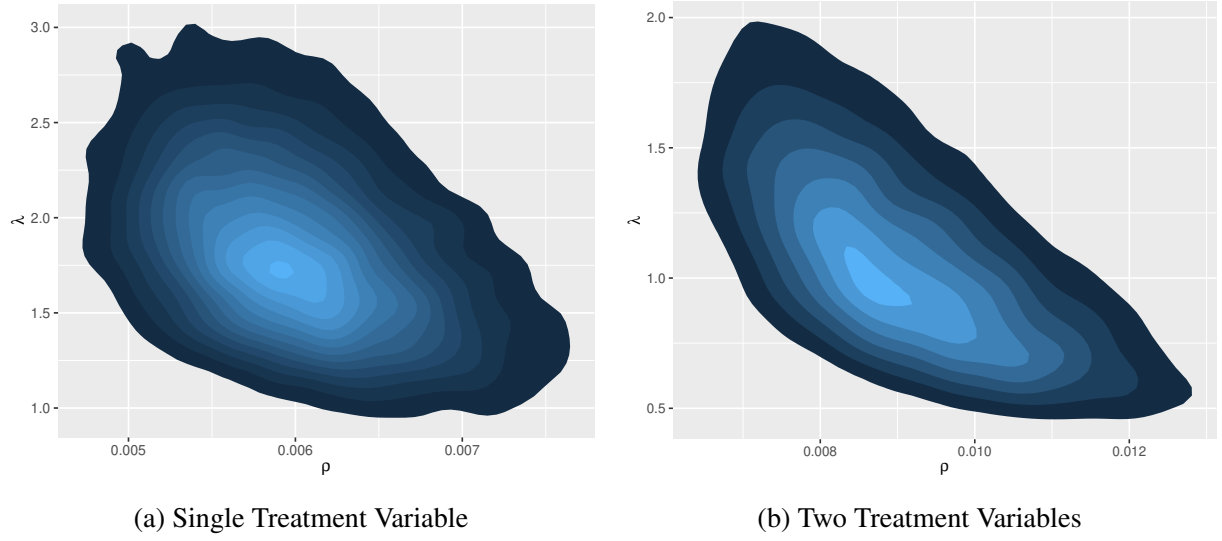 3.0
2.5
2.0
1.5
1.0
λ
0.005 0.006 0.007
ρ
(a) Single Treatment Variable
2.0
1.5
1.0
0.5
λ
0.008 0.010 0.012
ρ
(b) Two Treatment Variables